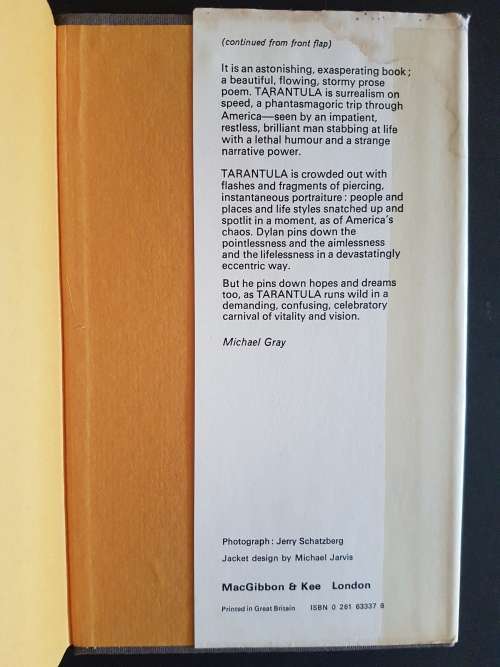 (continued from front flap)
It is an astonishing, exasperating book;
a beautiful, flowing, stormy prose
poem. TARANTULA is surrealism on
speed, a phantasmagoric trip through
America—seen by an impatient,
restless, brilliant man stabbing at life
with a lethal humour and a strange
narrative power.
TARANTULA is crowded out with
flashes and fragments of piercing,
instantaneous portraiture: people and
places and life styles snatched up and
spotlit in a moment, as of America's
chaos. Dylan pins down the
pointlessness and the aimlessness
and the lifelessness in a devastatingly
eccentric way.
But he pins down hopes and dreams
too, as TARANTULA runs wild in a
demanding, confusing, celebratory
carnival of vitality and vision.
Michael Gray
Photograph: Jerry Schatzberg
Jacket design by Michael Jarvis
MacGibbon & Kee London
Printed in Great Britain ISBN 0 261 63337 8